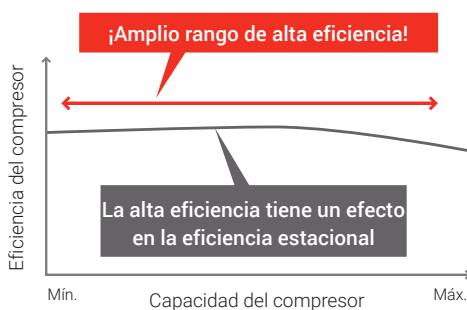 ¡Amplio rango de alta eficiencia!
Eficiencia del compresor
La alta eficiencia tiene un efecto
en la eficiencia estacional
Mín.
Capacidad del compresor
Máx.